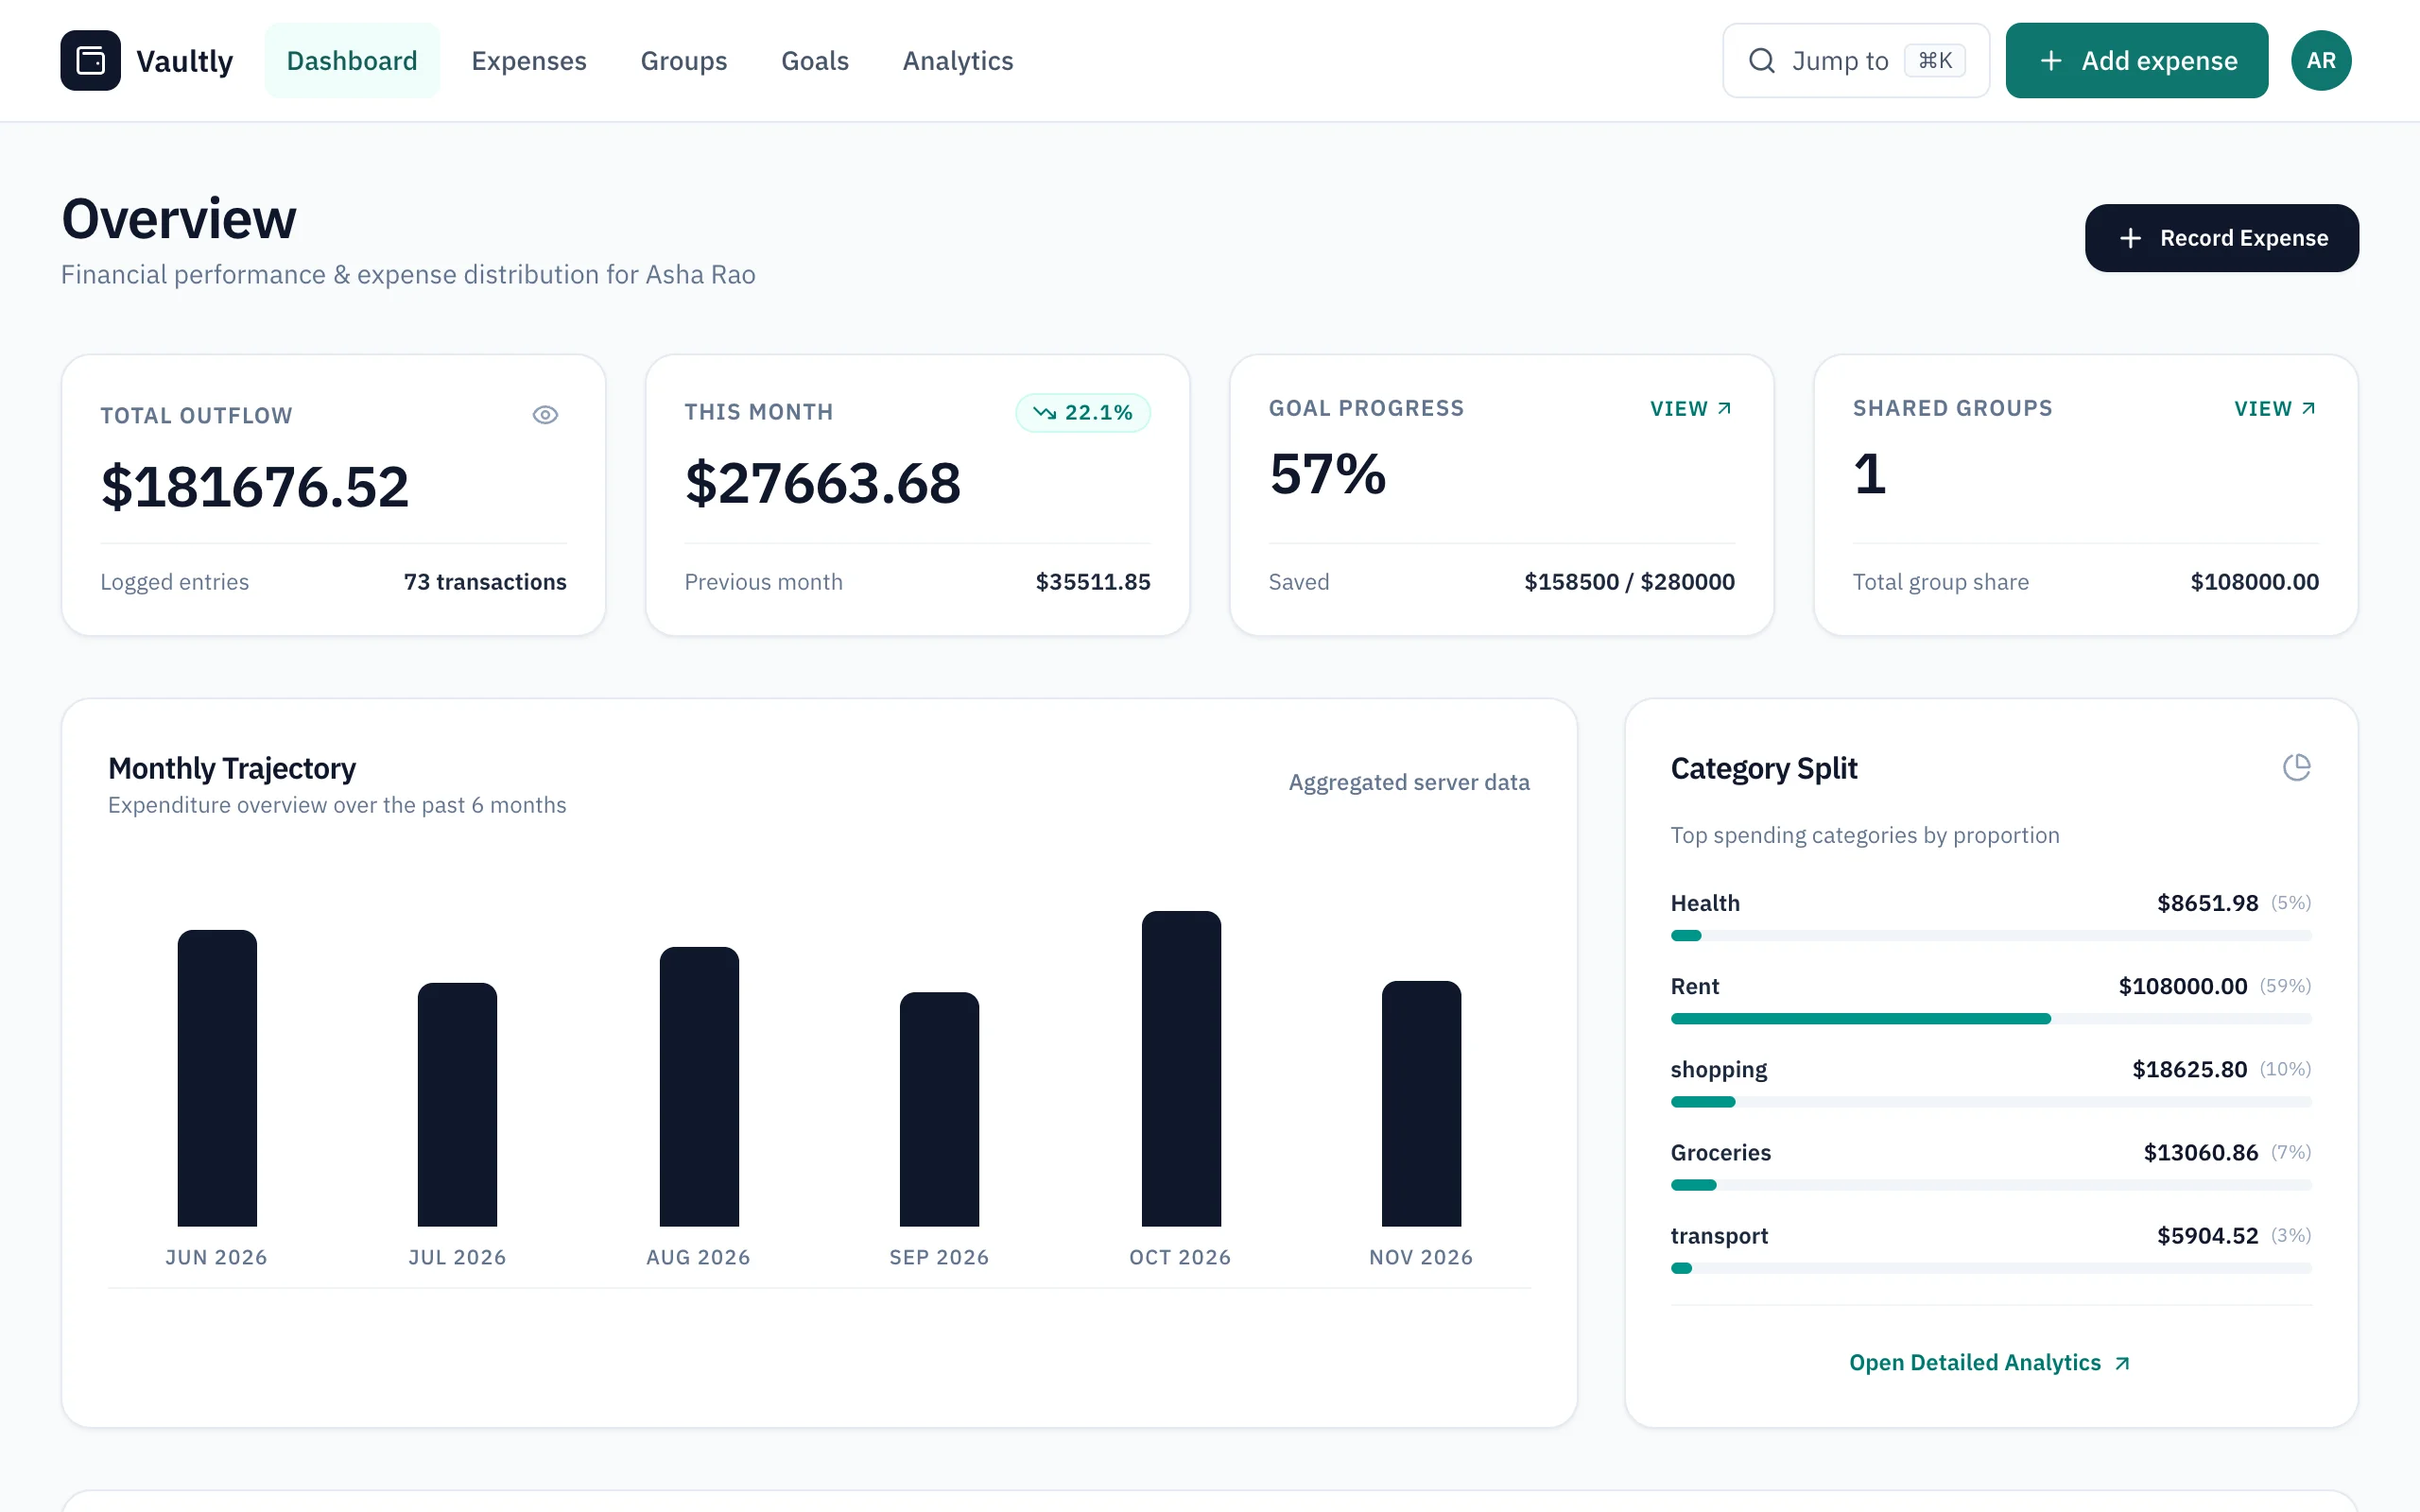 Vaultly
Dashboard
Expenses
Groups
Goals
Analytics
Jump to ⌘K
Add expense
AR
Overview
Financial performance & expense distribution for Asha Rao
Record Expense
TOTAL OUTFLOW
$181676.52
Logged entries 73 transactions
THIS MONTH 22.1%
$27663.68
Previous month $35511.85
GOAL PROGRESS VIEW
57%
Saved $158500 / $280000
SHARED GROUPS VIEW
1
Total group share $108000.00
Monthly Trajectory
Expenditure overview over the past 6 months
Aggregated server data
JUN 2026
JUL 2026
AUG 2026
SEP 2026
OCT 2026
NOV 2026
Category Split
Top spending categories by proportion
Health $8651.98 (5%)
Rent $108000.00 (59%)
shopping $18625.80 (10%)
Groceries $13060.86 (7%)
transport $5904.52 (3%)
Open Detailed Analytics